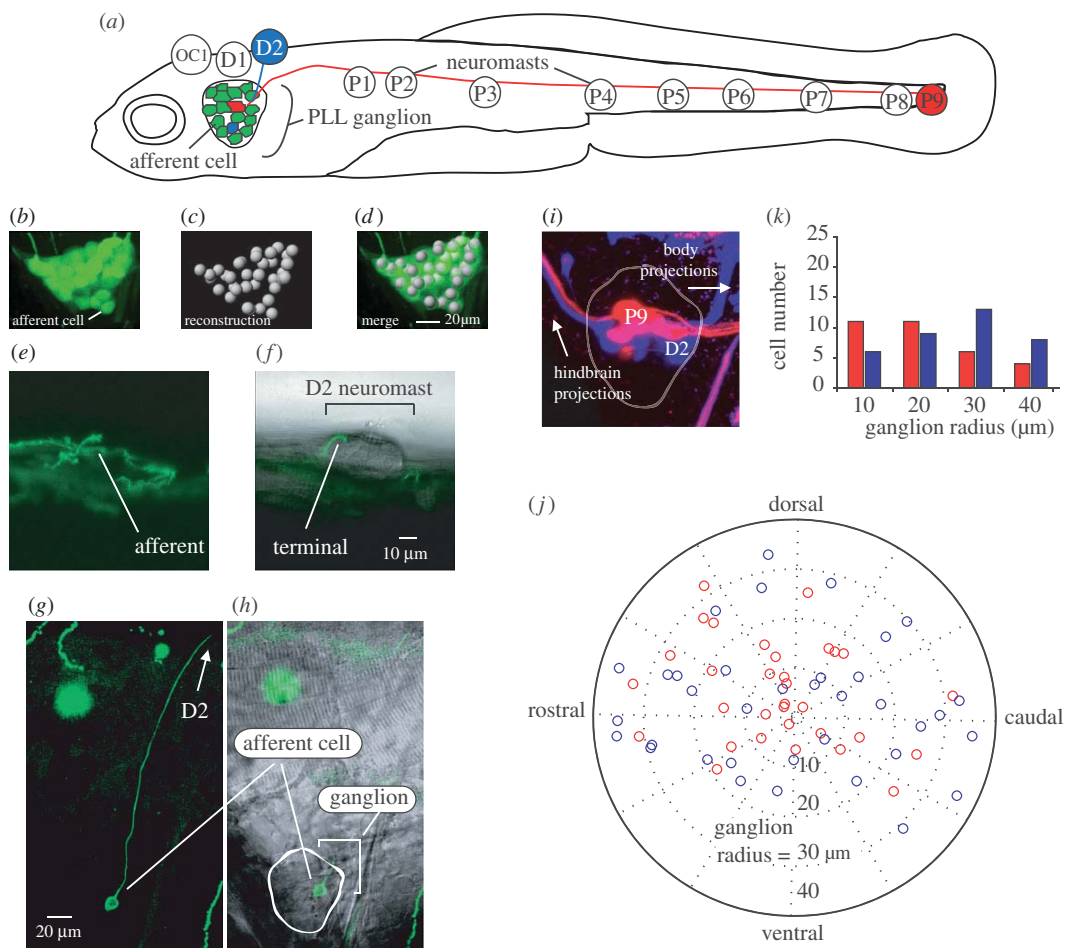 (a)
OC1
D1
D2
neuromasts
P1
P2
P3
P4
P5
P6
P7
P8
P9
PLL ganglion
afferent cell
(b)
afferent cell
(c)
reconstruction
(d)
merge
20µm
(e)
afferent
(f)
D2 neuromast
terminal
10 µm
(g)
D2
20 µm
(h)
afferent cell
ganglion
(i)
body
projections
P9
D2
hindbrain
projections
(k)
cell number
25
20
15
10
5
0
10 20 30 40
ganglion radius (µm)
(j)
dorsal
rostral
caudal
10
20
ganglion
radius = 30 µm
40
ventral